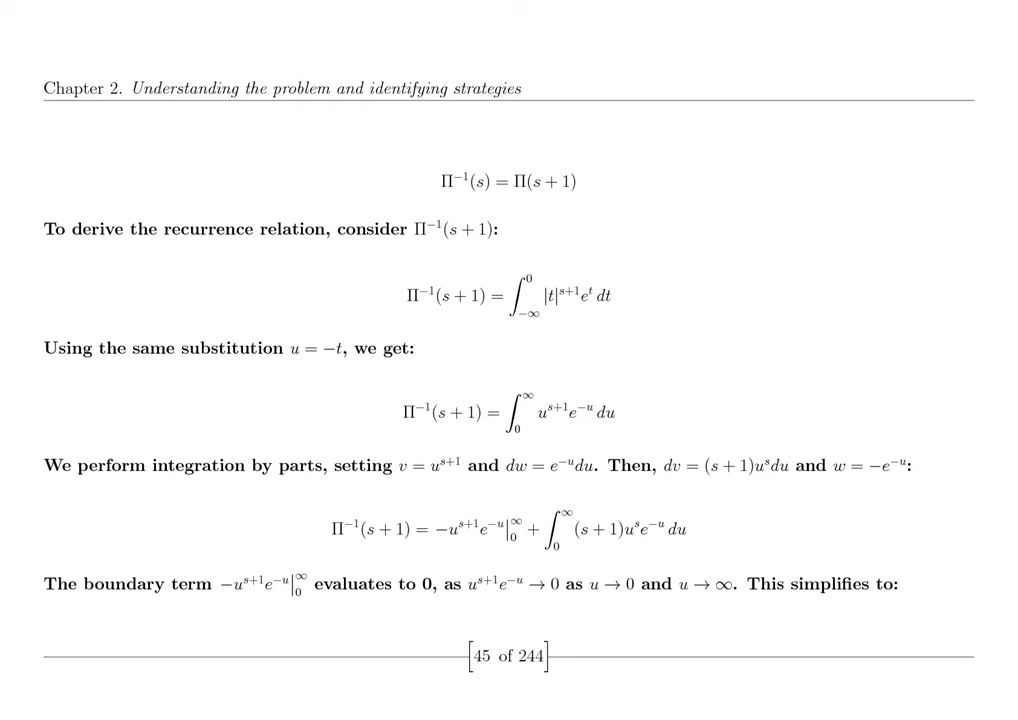 Chapter 2. Understanding the problem and identifying strategies
Π⁻¹(s) = Π(s + 1)
To derive the recurrence relation, consider Π⁻¹(s + 1):
Π⁻¹(s + 1) = ∫_{−∞}^{0} |t|^{s+1} e^{t} dt
Using the same substitution u = −t, we get:
Π⁻¹(s + 1) = ∫_{0}^{∞} u^{s+1} e^{−u} du
We perform integration by parts, setting v = u^{s+1} and dw = e^{−u}du. Then, dv = (s + 1)u^{s}du and w = −e^{−u}:
Π⁻¹(s + 1) = −u^{s+1} e^{−u}|_{0}^{∞} + ∫_{0}^{∞} (s + 1)u^{s} e^{−u} du
The boundary term −u^{s+1} e^{−u}|_{0}^{∞} evaluates to 0, as u^{s+1} e^{−u} → 0 as u → 0 and u → ∞. This simplifies to:
[45 of 244]